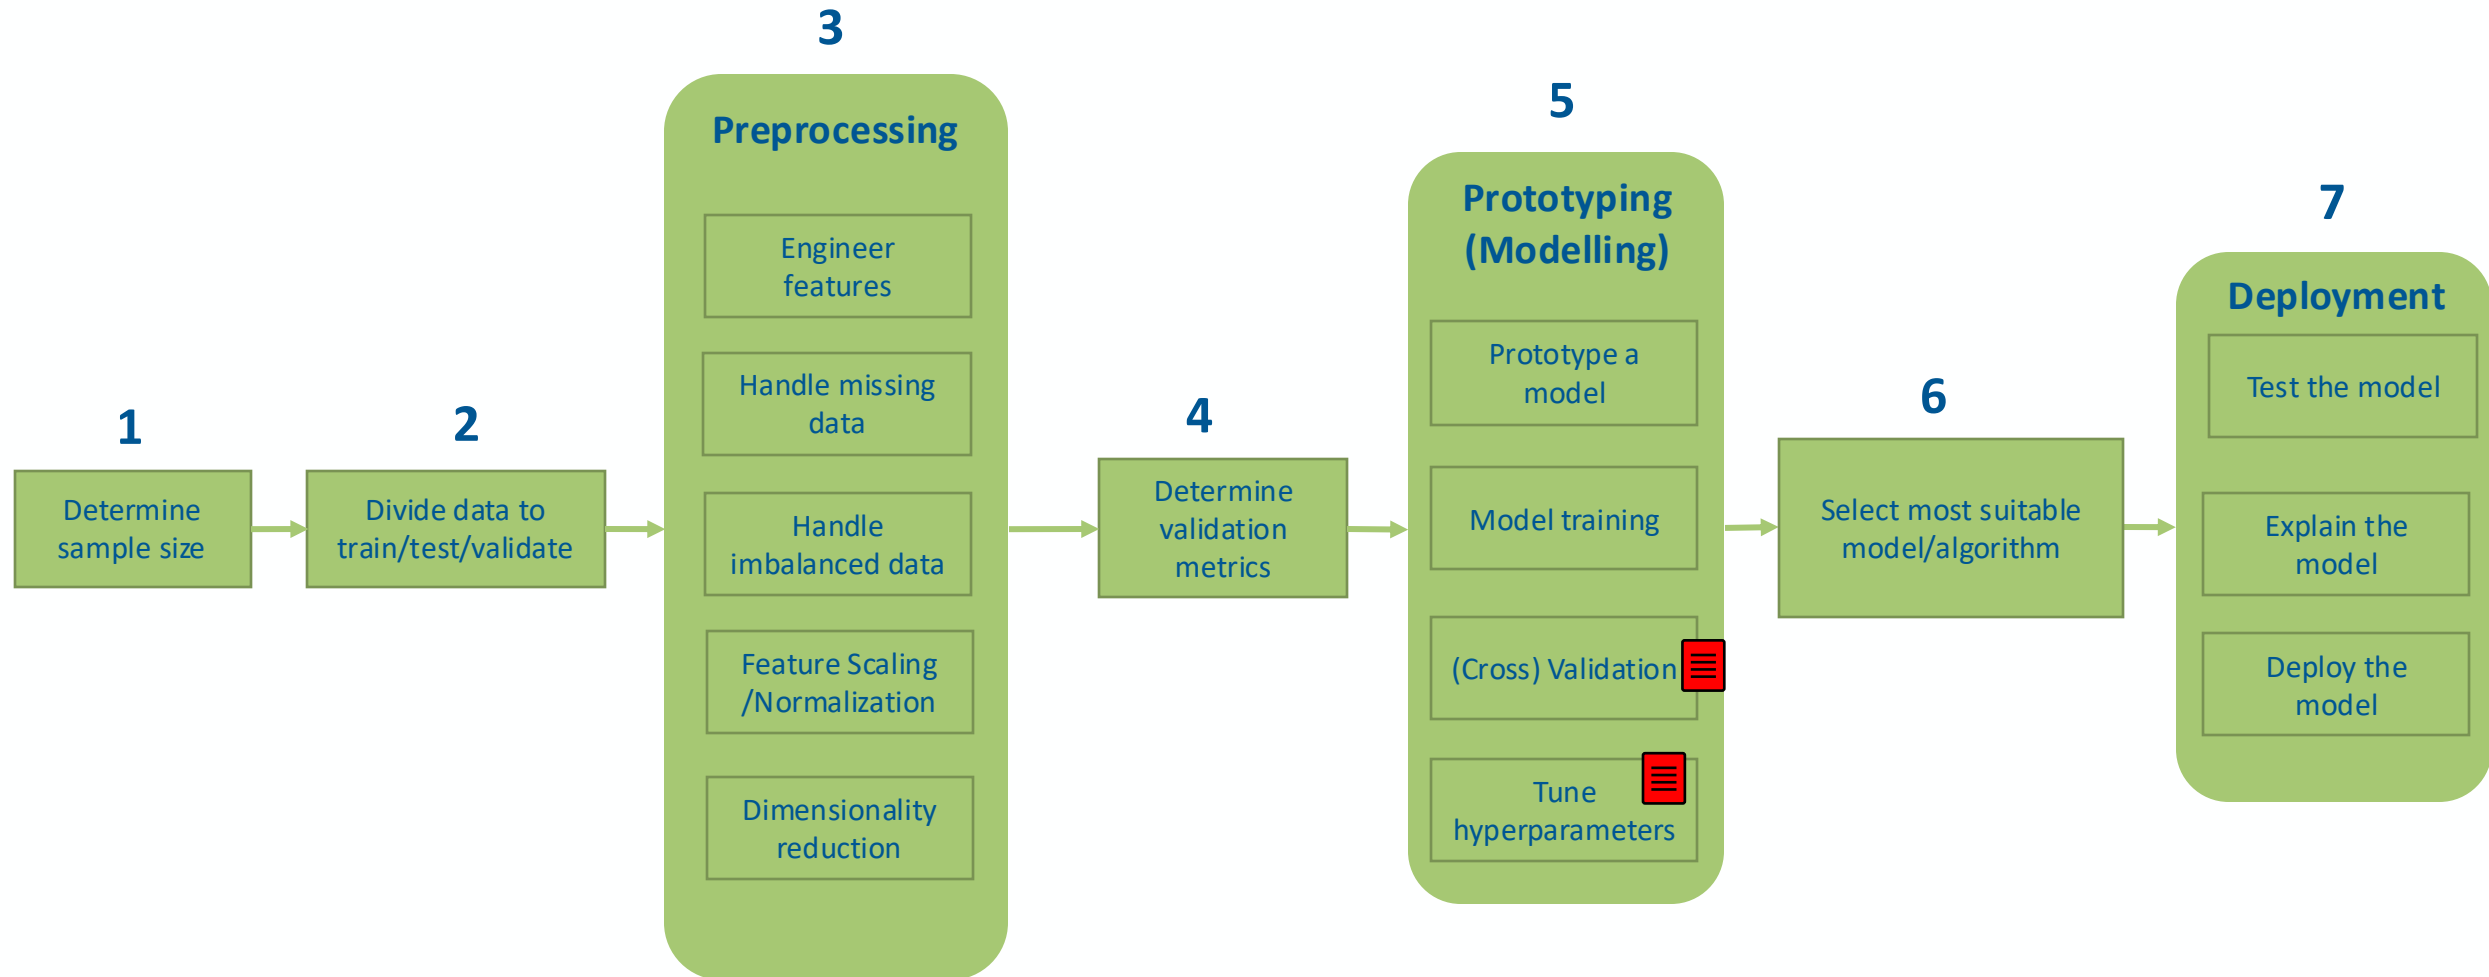 1
Determine
sample size
2
Divide data to
train/test/validate
3
Preprocessing
Engineer
features
Handle missing
data
Handle
imbalanced data
Feature Scaling
/Normalization
Dimensionality
reduction
4
Determine
validation
metrics
5
Prototyping
(Modelling)
Prototype a
model
Model training
(Cross) Validation
Tune
hyperparameters
6
Select most suitable
model/algorithm
7
Deployment
Test the model
Explain the
model
Deploy the
model